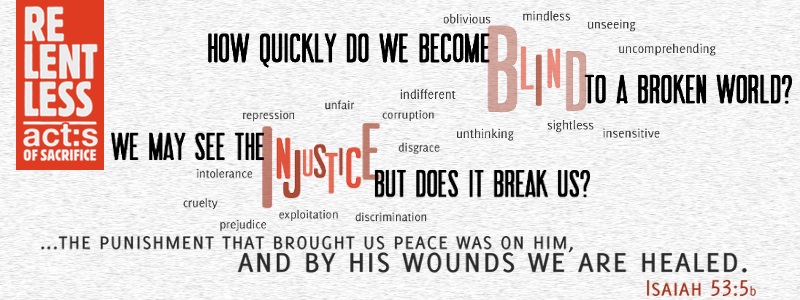 RE
LENT
LESS
act:s
OF SACRIFICE
oblivious
mindless
unseeing
uncomprehending
HOW QUICKLY DO WE BECOME BLIND TO A BROKEN WORLD?
indifferent
unthinking
sightless
insensitive
repression
unfair
corruption
disgrace
WE MAY SEE THE INJUSTICE BUT DOES IT BREAK US?
intolerance
cruelty
prejudice
exploitation
discrimination
...THE PUNISHMENT THAT BROUGHT US PEACE WAS ON HIM,
AND BY HIS WOUNDS WE ARE HEALED.
ISAIAH 53:5b